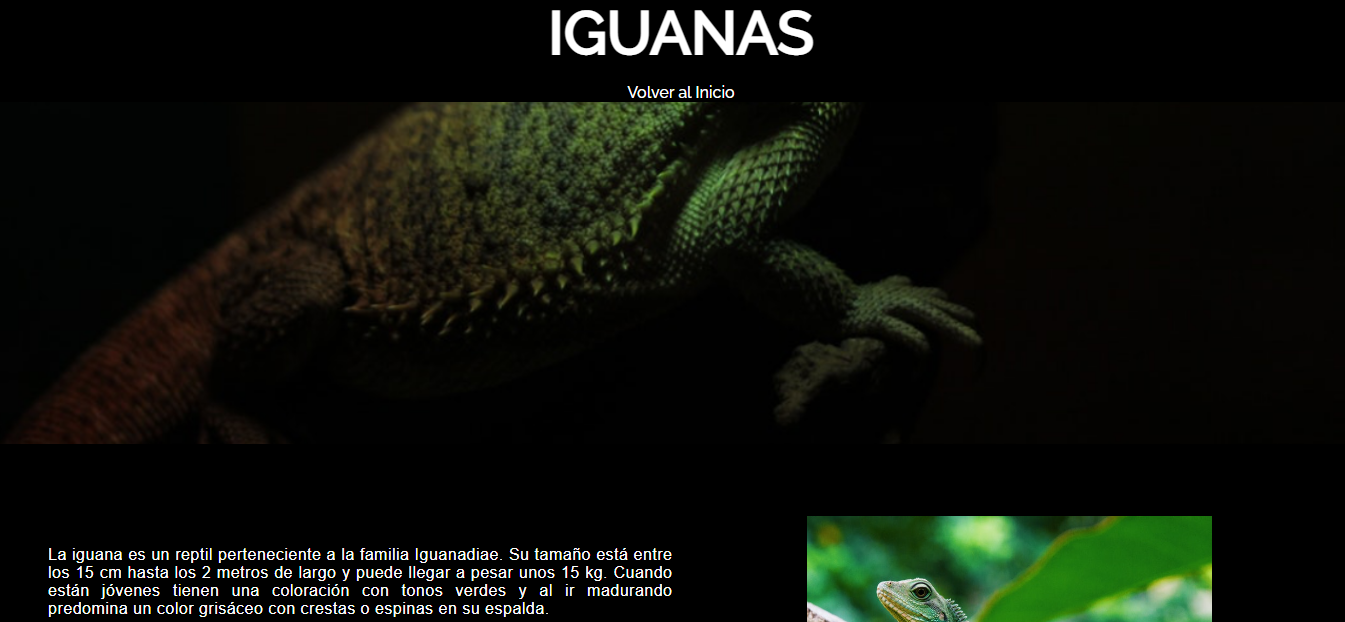 IGUANAS
Volver al Inicio
La iguana es un reptil perteneciente a la familia Iguanadiae. Su tamaño está entre
los 15 cm hasta los 2 metros de largo y puede llegar a pesar unos 15 kg. Cuando
están jóvenes tienen una coloración con tonos verdes y al ir madurando
predomina un color grisáceo con crestas o espinas en su espalda.